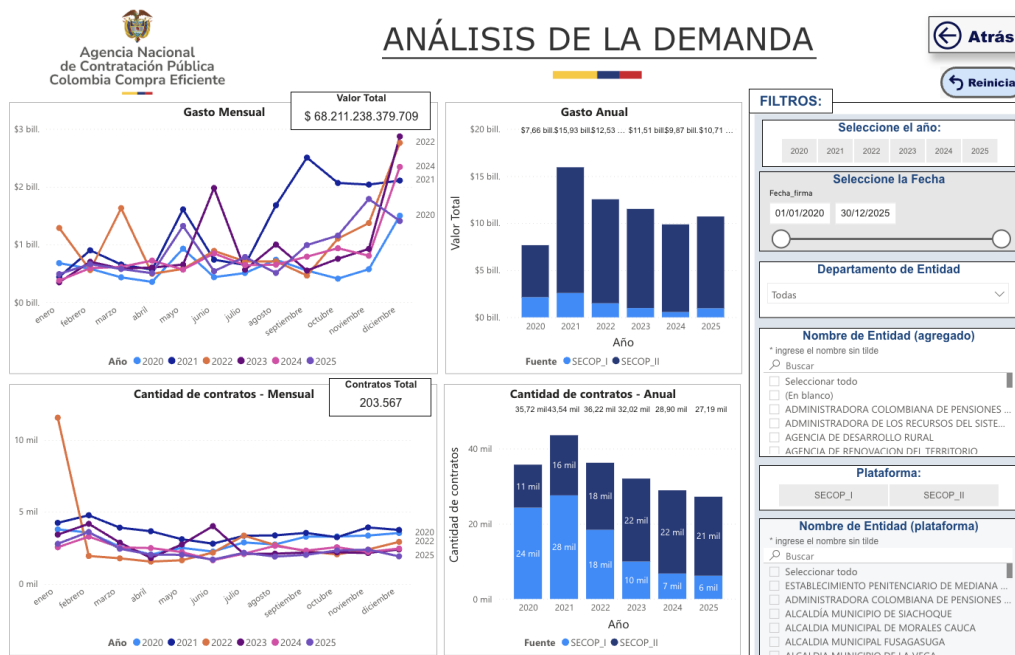 Agencia Nacional
de Contratación Pública
Colombia Compra Eficiente
ANÁLISIS DE LA DEMANDA
Atrás
Reinicia
Gasto Mensual
Valor Total
$ 68.211.238.379.709
$3 bill.
$2 bill.
$1 bill.
$0 bill.
2022
2024
2021
2020
enero
febrero
marzo
abril
mayo
junio
julio
agosto
septiembre
octubre
noviembre
diciembre
Año 2020 2021 2022 2023 2024 2025
Gasto Anual
$20 bill.
$7,66 bill. $15,93 bill. $12,53 ... $11,51 bill. $9,87 bill. $10,71 ...
$15 bill.
$10 bill.
$5 bill.
$0 bill.
Valor Total
2020 2021 2022 2023 2024 2025
Año
Fuente SECOP_I SECOP_II
Cantidad de contratos - Mensual
Contratos Total
203.567
10 mil
5 mil
0 mil
2020
2022
2025
enero
febrero
marzo
abril
mayo
junio
julio
agosto
septiembre
octubre
noviembre
diciembre
Año 2020 2021 2022 2023 2024 2025
Cantidad de contratos - Anual
35,72 mil 43,54 mil 36,22 mil 32,02 mil 28,90 mil 27,19 mil
40 mil
20 mil
0 mil
Cantidad de contratos
11 mil
16 mil
18 mil
22 mil
22 mil
21 mil
24 mil
28 mil
18 mil
10 mil
7 mil
6 mil
2020 2021 2022 2023 2024 2025
Año
Fuente SECOP_I SECOP_II
FILTROS:
Seleccione el año:
2020 2021 2022 2023 2024 2025
Seleccione la Fecha
Fecha_firma
01/01/2020 30/12/2025
Departamento de Entidad
Todas
Nombre de Entidad (agregado)
* ingrese el nombre sin tilde
Buscar
Seleccionar todo
(En blanco)
ADMINISTRADORA COLOMBIANA DE PENSIONES ...
ADMINISTRADORA DE LOS RECURSOS DEL SISTE...
AGENCIA DE DESARROLLO RURAL
AGENCIA DE RENOVACION DEL TERRITORIO
Plataforma:
SECOP_I SECOP_II
Nombre de Entidad (plataforma)
* ingrese el nombre sin tilde
Buscar
Seleccionar todo
ESTABLECIMIENTO PENITENCIARIO DE MEDIANA ...
ADMINISTRADORA COLOMBIANA DE PENSIONES ...
ALCALDÍA MUNICIPIO DE SIACHOQUE
ALCALDIA MUNICIPAL DE MORALES CAUCA
ALCALDIA MUNICIPAL FUSAGASUGA
ALCALDIA MUNICIPIO DE LA VEGA